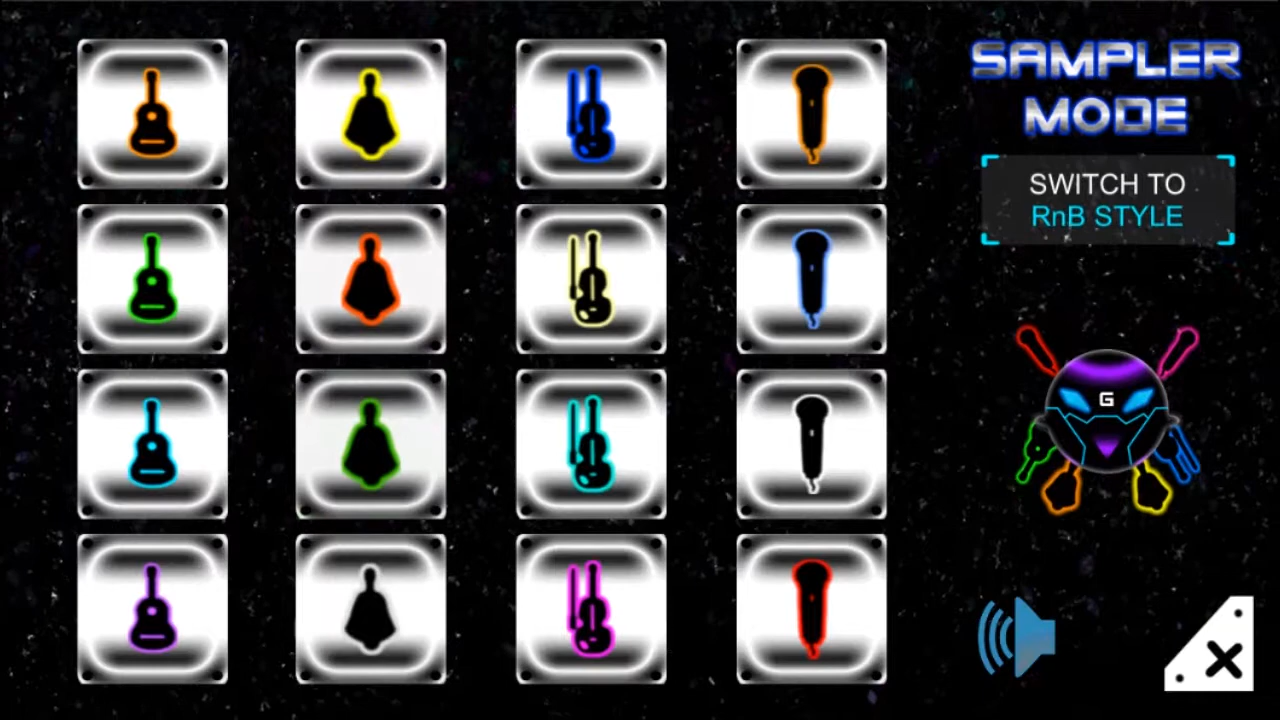 SAMPLER
MODE
SWITCH TO
RnB STYLE
G